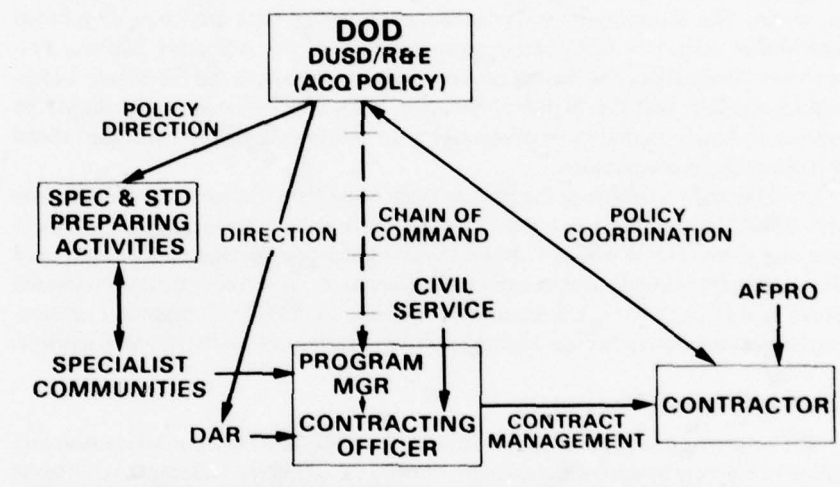 DOD
DUSD/R&E
(ACQ POLICY)
POLICY
DIRECTION
SPEC & STD
PREPARING
ACTIVITIES
DIRECTION
CHAIN OF
COMMAND
POLICY
COORDINATION
CIVIL
SERVICE
AFPRO
SPECIALIST
COMMUNITIES
PROGRAM
MGR
CONTRACTING
OFFICER
DAR
CONTRACT
MANAGEMENT
CONTRACTOR